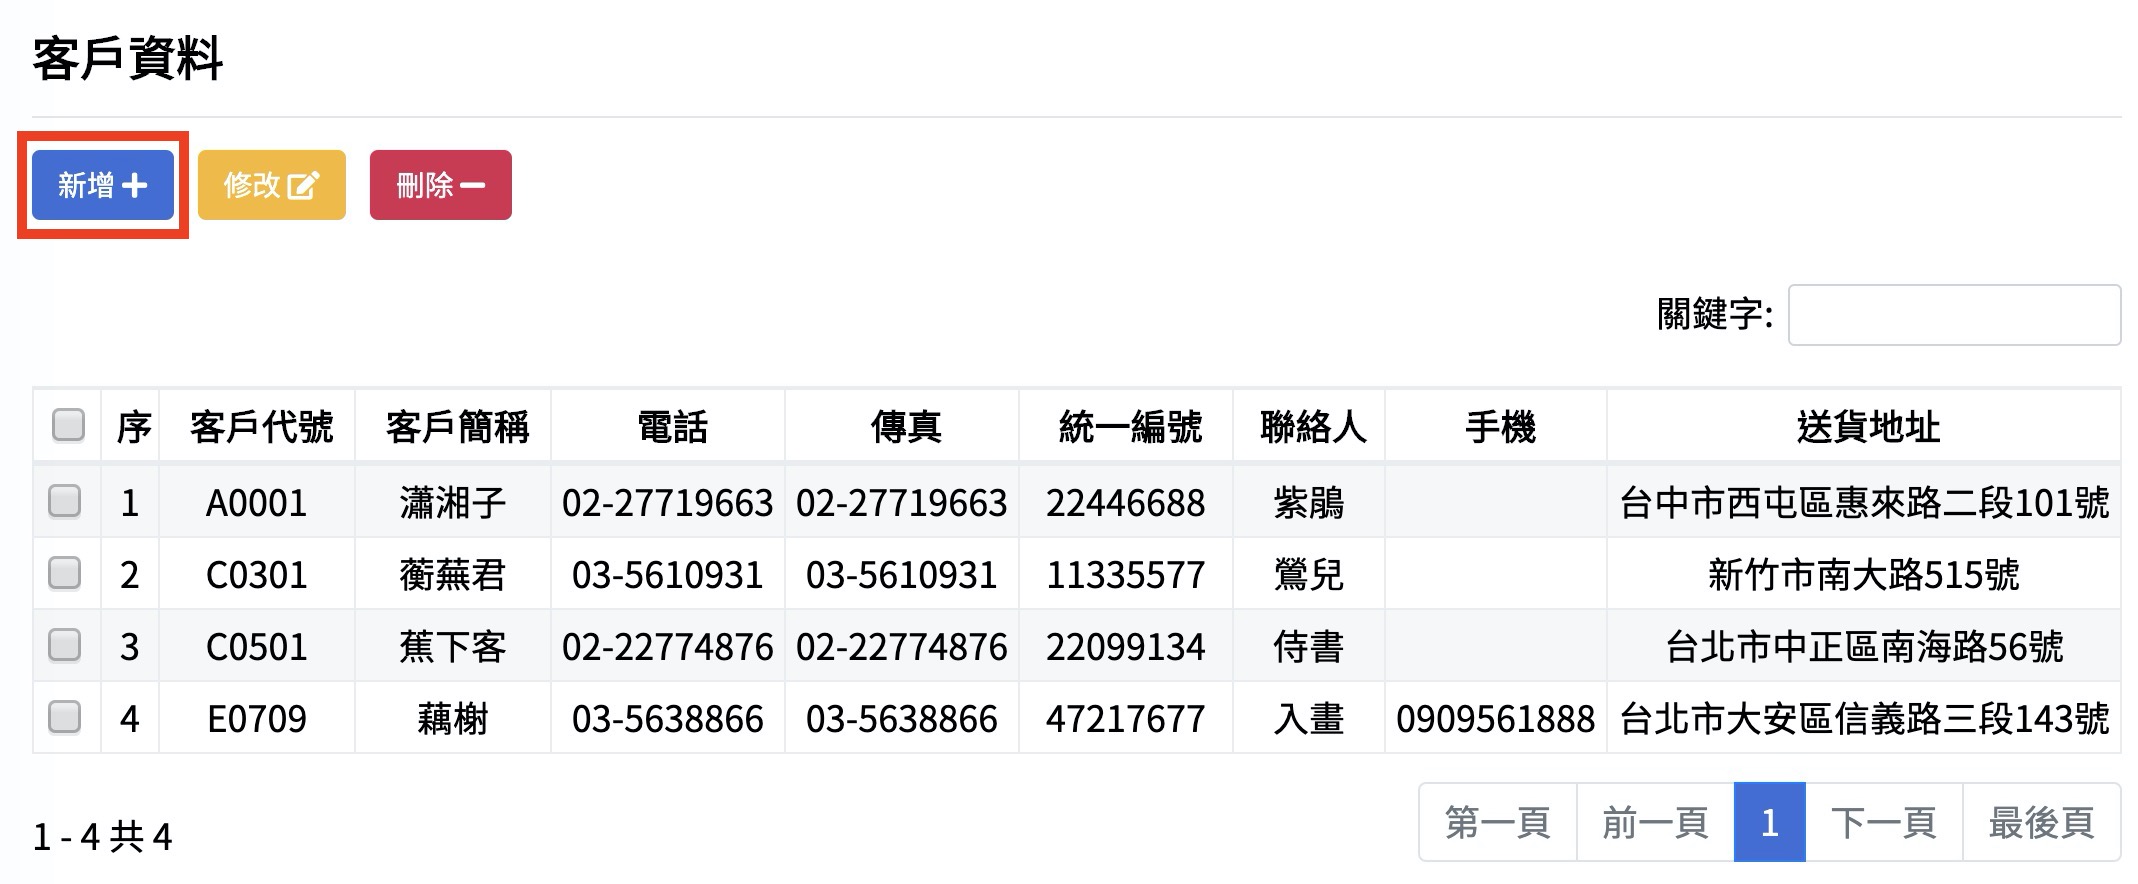 客戶資料
新增 修改 刪除
關鍵字:
序 客戶代號 客戶簡稱 電話 傳真 統一編號 聯絡人 手機 送貨地址
1 A0001 瀟湘子 02-27719663 02-27719663 22446688 紫鵑 台中市西屯區惠來路二段101號
2 C0301 蘅蕪君 03-5610931 03-5610931 11335577 鶯兒 新竹市南大路515號
3 C0501 蕉下客 02-22774876 02-22774876 22099134 侍書 台北市中正區南海路56號
4 E0709 藕榭 03-5638866 03-5638866 47217677 入畫 0909561888 台北市大安區信義路三段143號
1 - 4 共 4
第一頁 前一頁 1 下一頁 最後頁